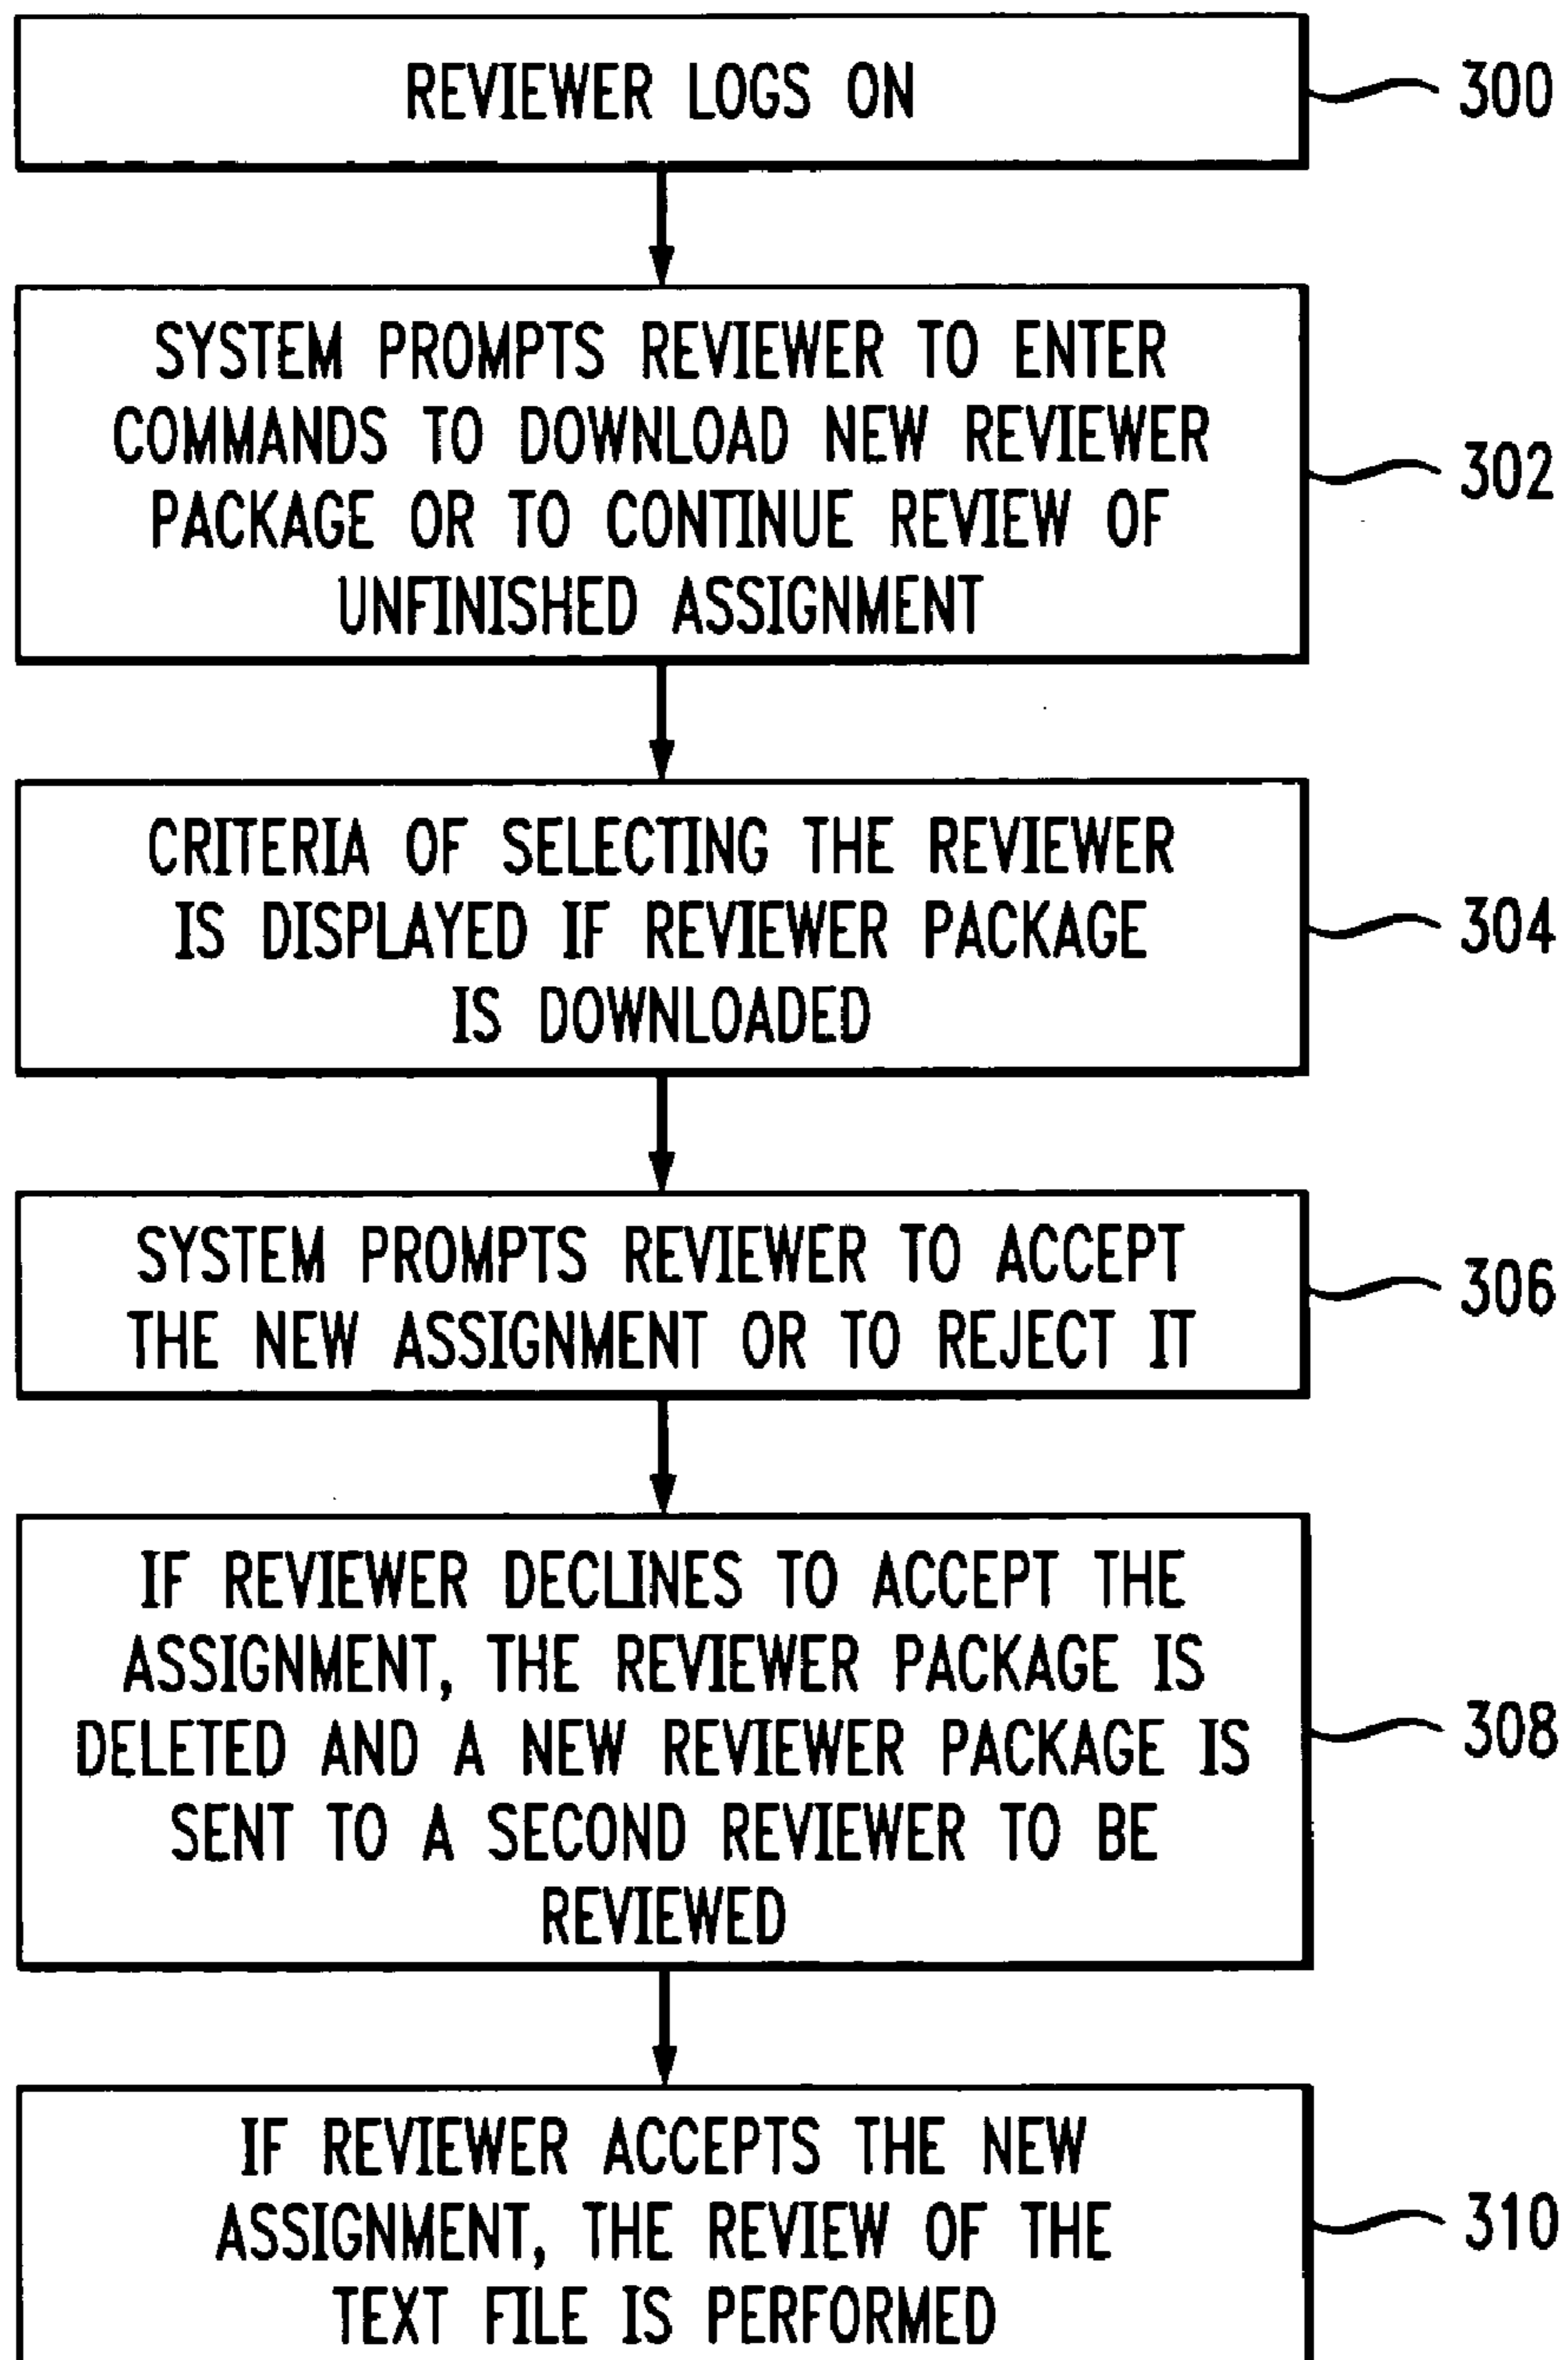 REVIEWER LOGS ON
300
SYSTEM PROMPTS REVIEWER TO ENTER
COMMANDS TO DOWNLOAD NEW REVIEWER
PACKAGE OR TO CONTINUE REVIEW OF
UNFINISHED ASSIGNMENT
302
CRITERIA OF SELECTING THE REVIEWER
IS DISPLAYED IF REVIEWER PACKAGE
IS DOWNLOADED
304
SYSTEM PROMPTS REVIEWER TO ACCEPT
THE NEW ASSIGNMENT OR TO REJECT IT
306
IF REVIEWER DECLINES TO ACCEPT THE
ASSIGNMENT, THE REVIEWER PACKAGE IS
DELETED AND A NEW REVIEWER PACKAGE IS
SENT TO A SECOND REVIEWER TO BE
REVIEWED
308
IF REVIEWER ACCEPTS THE NEW
ASSIGNMENT, THE REVIEW OF THE
TEXT FILE IS PERFORMED
310